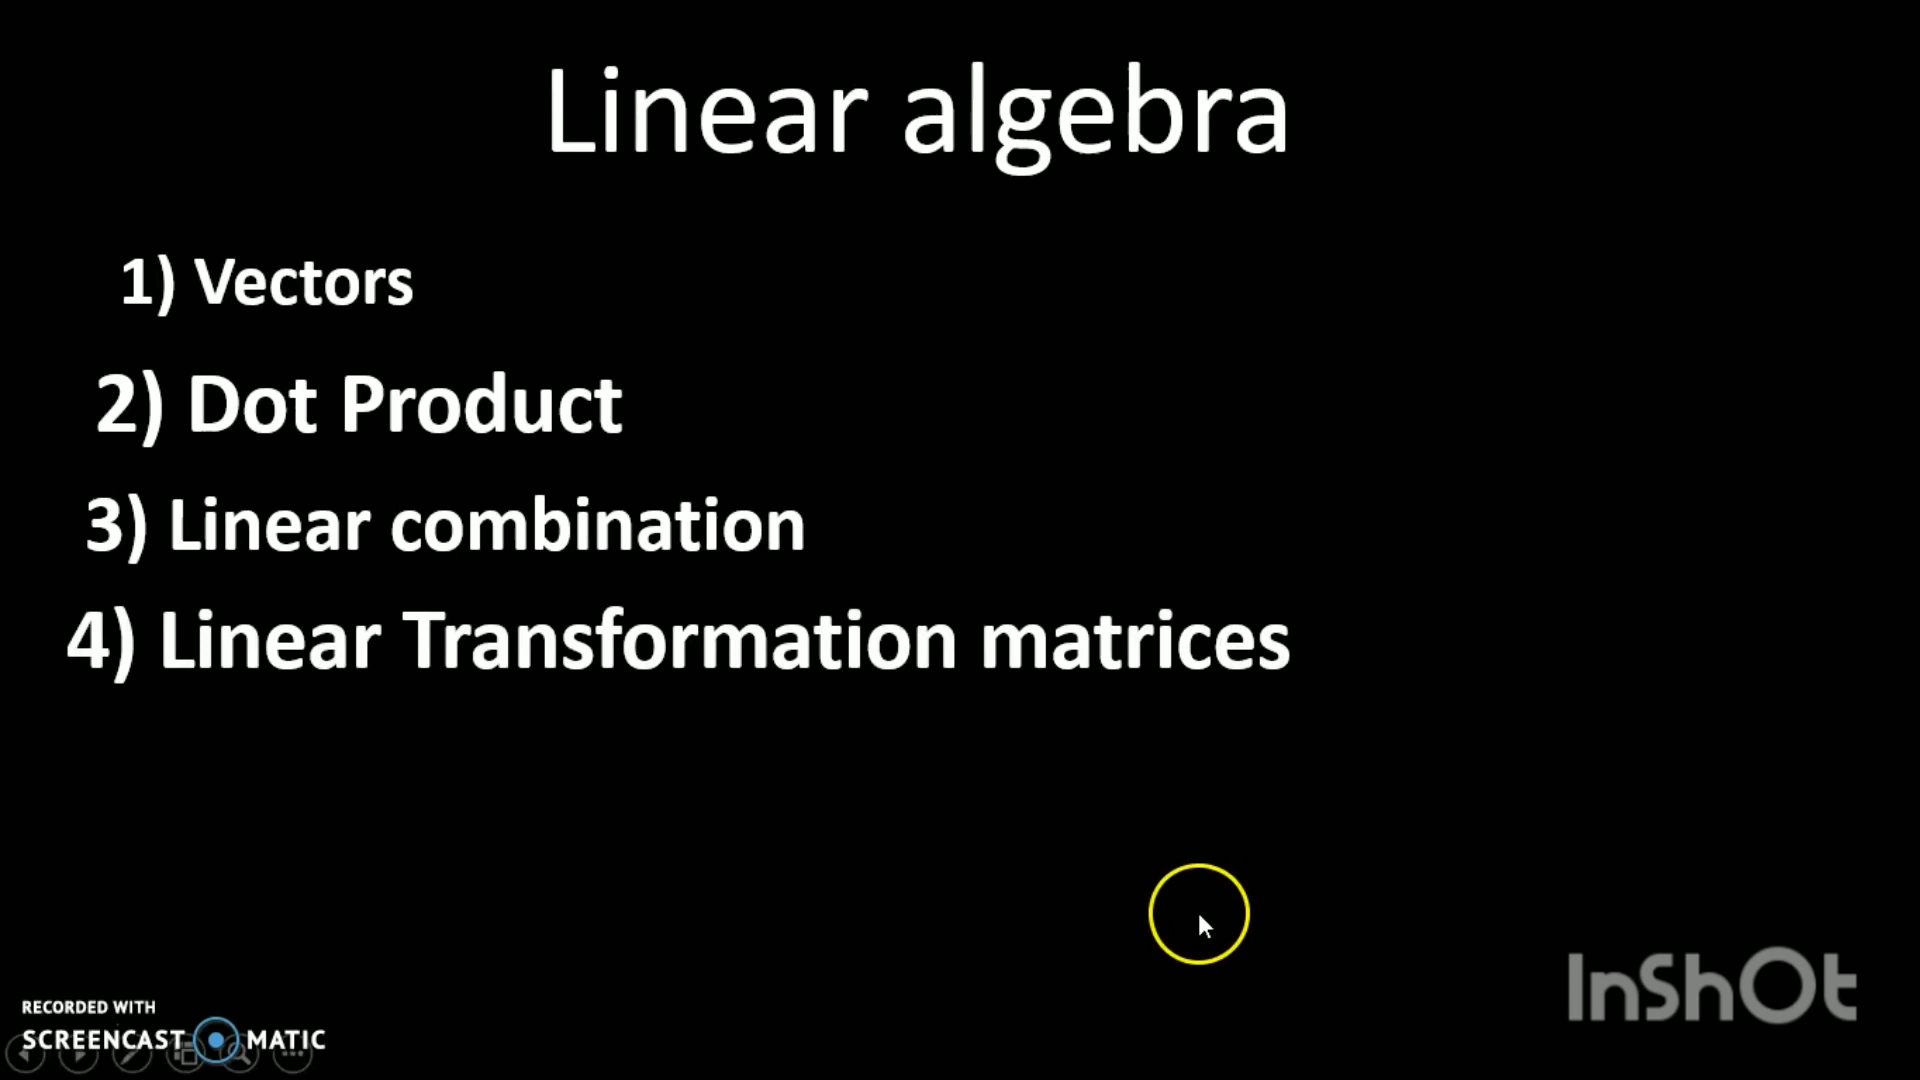 Linear algebra
1) Vectors
2) Dot Product
3) Linear combination
4) Linear Transformation matrices
RECORDED WITH
SCREENCAST MATIC
InShOt